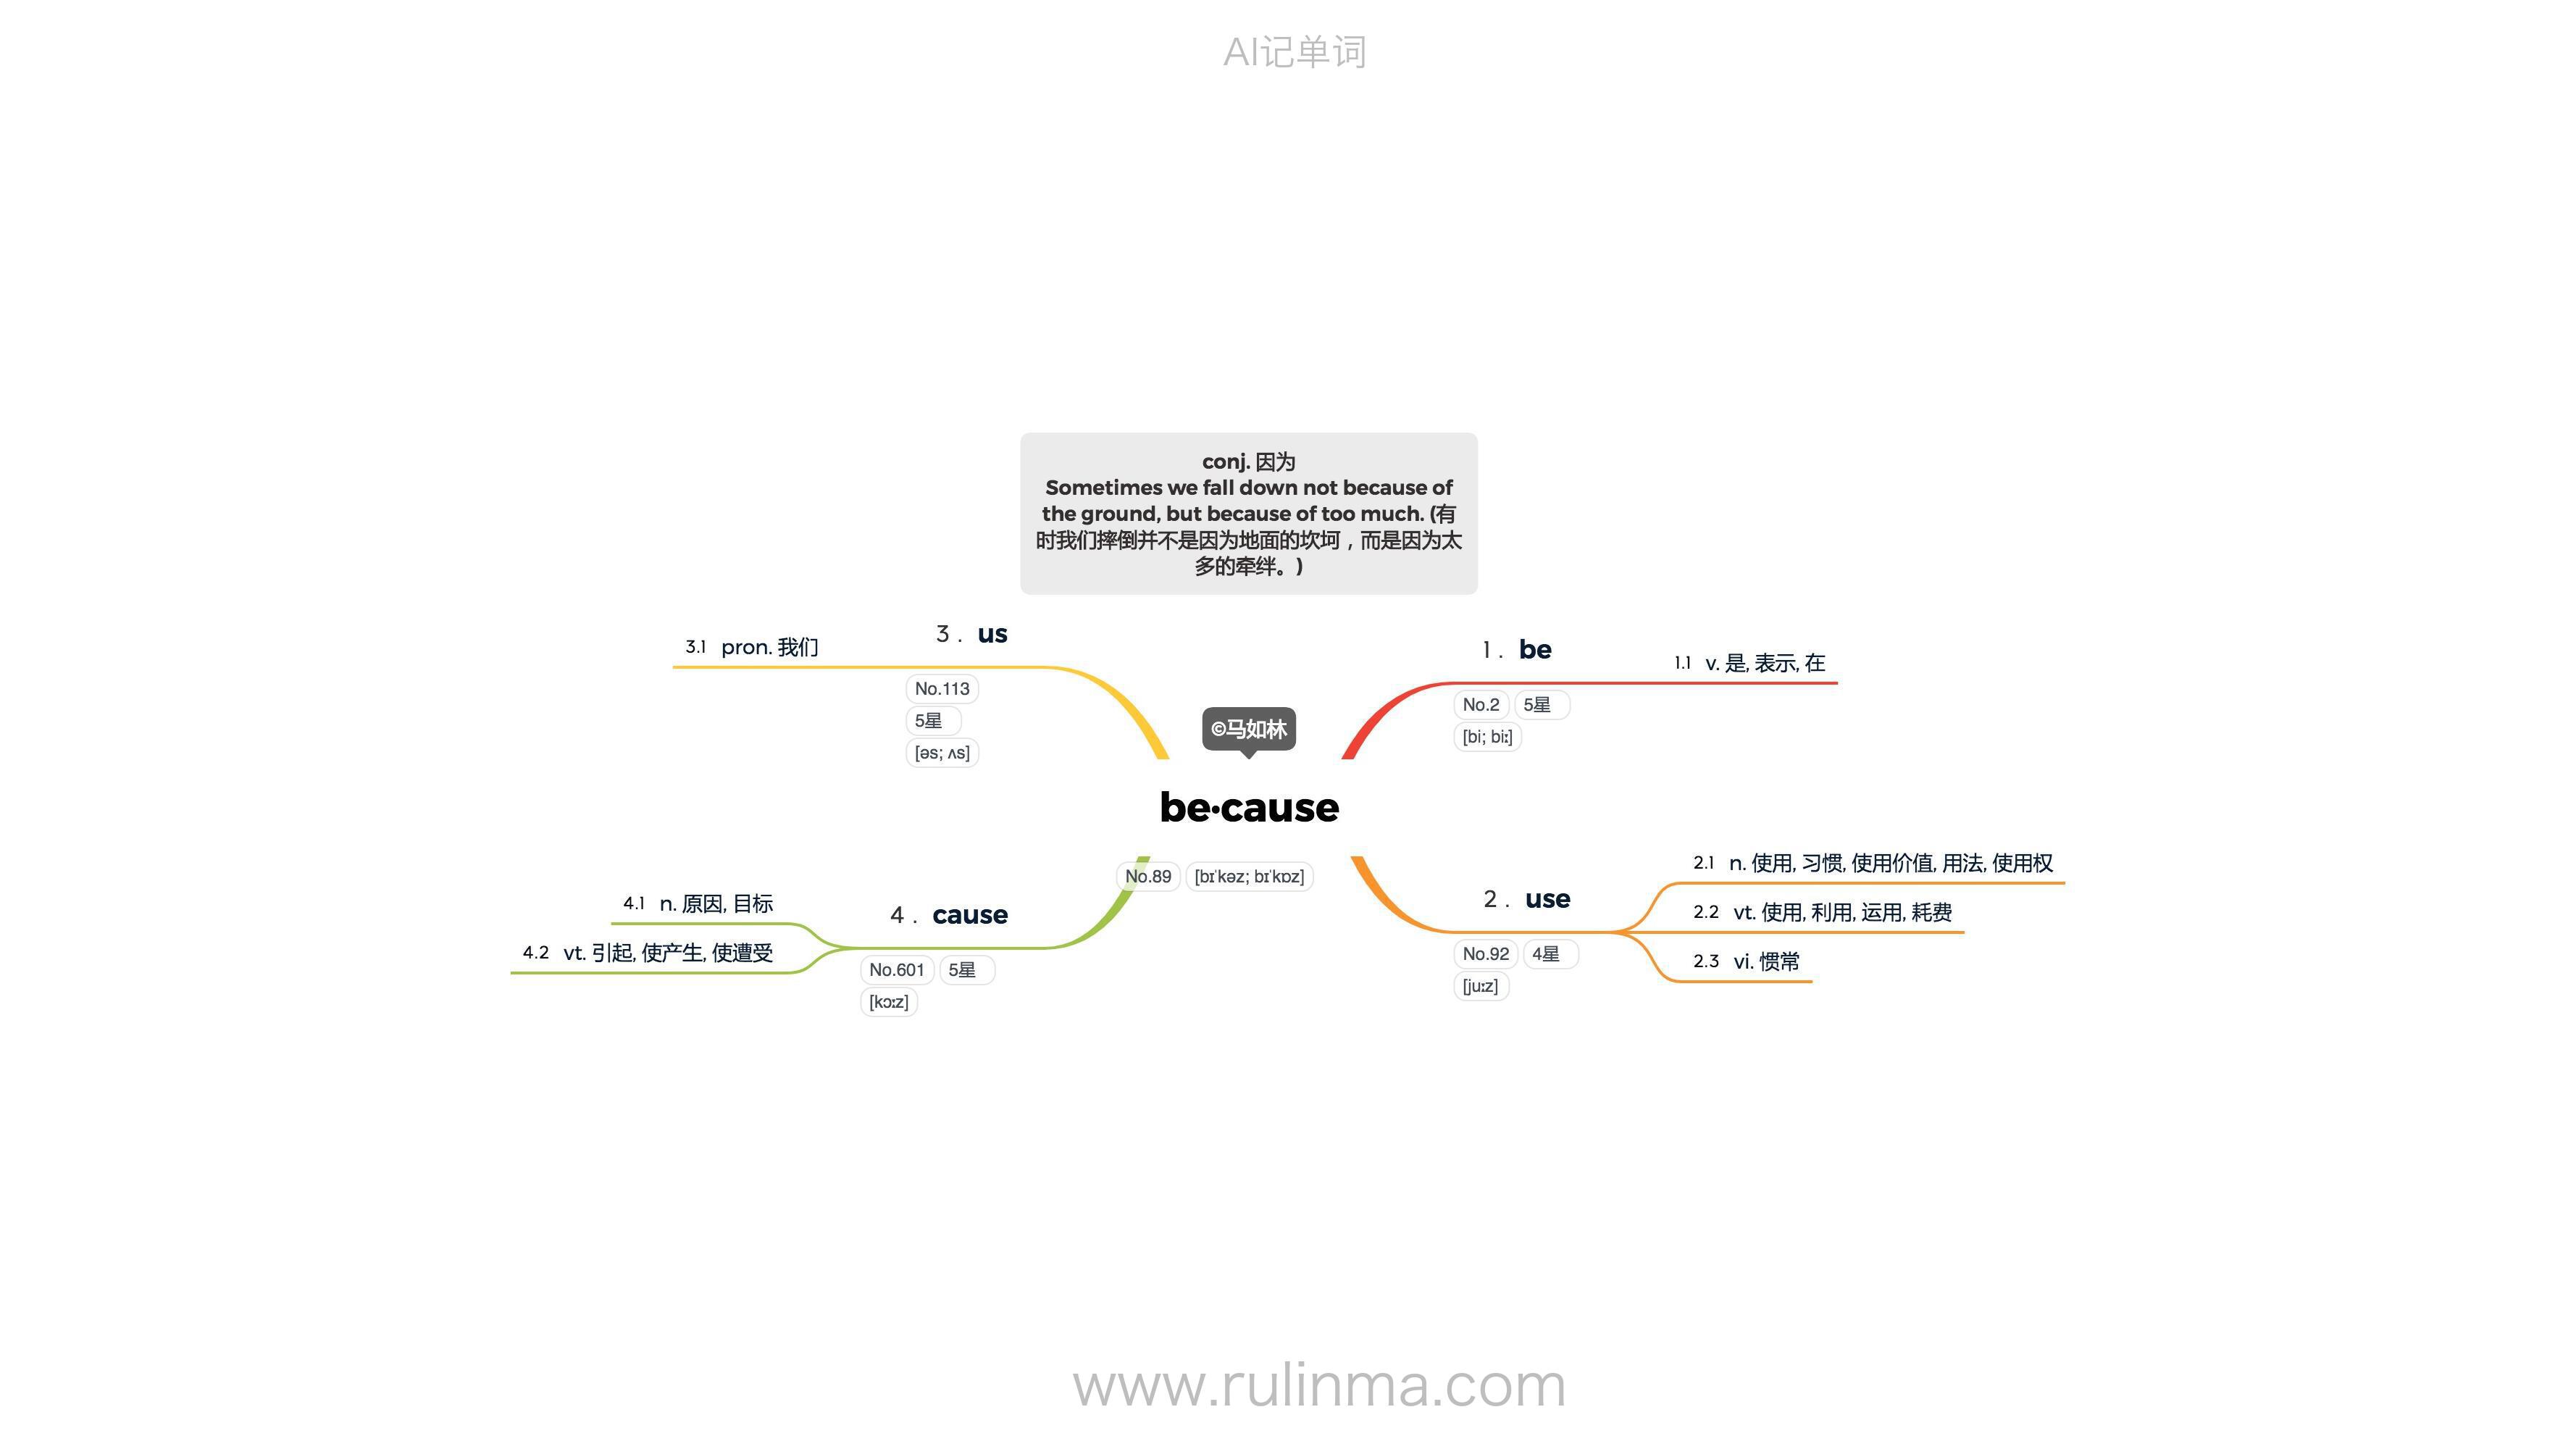 AI记单词
conj. 因为
Sometimes we fall down not because of
the ground, but because of too much. (有
时我们摔倒并不是因为地面的坎坷，而是因为太
多的牵绊。)
©马如林
be·cause
No.89 [bɪˈkəz; bɪˈkɒz]
1. be
No.2 5星
[bi; biː]
1.1 v. 是, 表示, 在
2. use
No.92 4星
[juːz]
2.1 n. 使用, 习惯, 使用价值, 用法, 使用权
2.2 vt. 使用, 利用, 运用, 耗费
2.3 vi. 惯常
3. us
No.113
5星
[əs; ʌs]
3.1 pron. 我们
4. cause
No.601 5星
[kɔːz]
4.1 n. 原因, 目标
4.2 vt. 引起, 使产生, 使遭受
www.rulinma.com